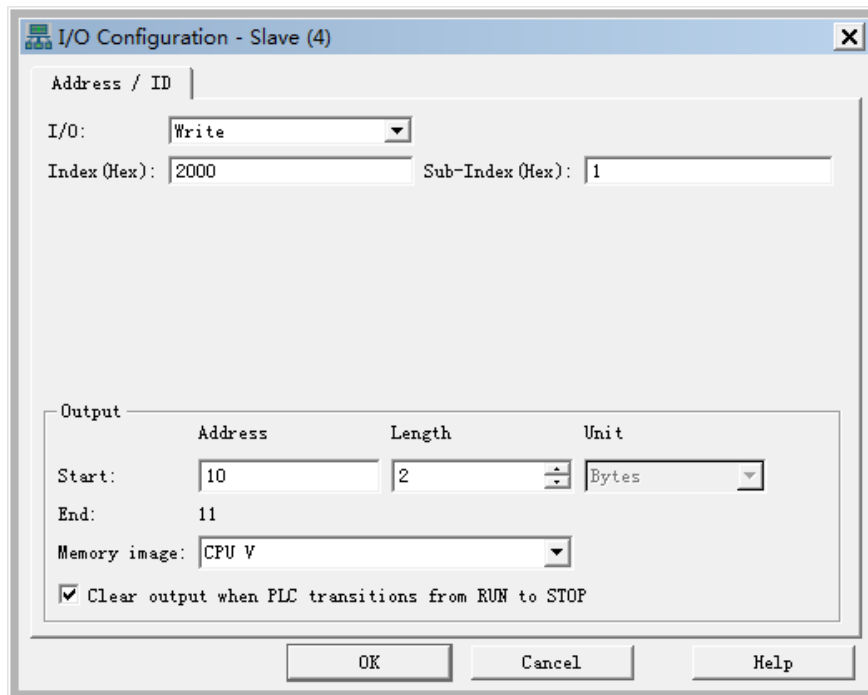 I/O Configuration - Slave (4)
Address / ID
I/O: Write
Index(Hex): 2000 Sub-Index(Hex): 1
Output
Address Length Unit
Start: 10 2 Bytes
End: 11
Memory image: CPU V
Clear output when PLC transitions from RUN to STOP
OK Cancel Help